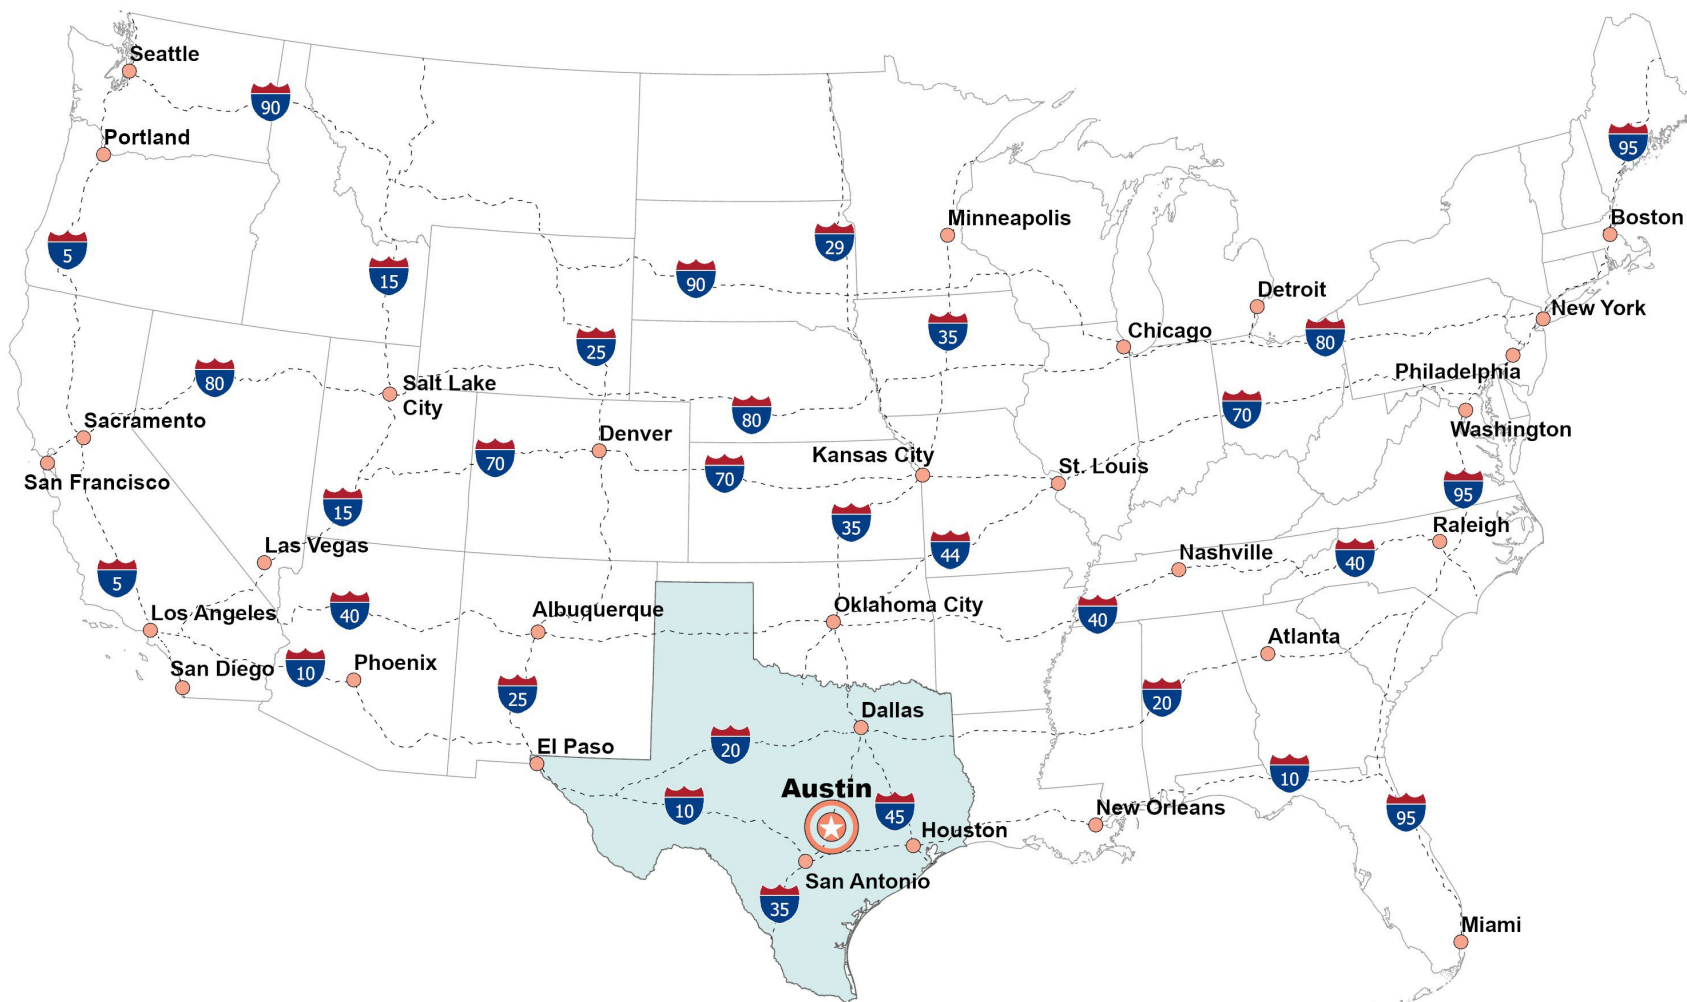 Seattle
90
95
Portland
Minneapolis
Boston
5
29
15
90
Detroit
New York
35
Chicago
80
25
80
Salt Lake
City
Philadelphia
80
70
Sacramento
Denver
Washington
70
Kansas City
70
St. Louis
San Francisco
15
95
35
Raleigh
Las Vegas
44
Nashville
40
5
Los Angeles
40
Albuquerque
Oklahoma City
40
Atlanta
San Diego
10
Phoenix
25
20
Dallas
El Paso
20
10
Austin
10
45
New Orleans
95
Houston
San Antonio
35
Miami